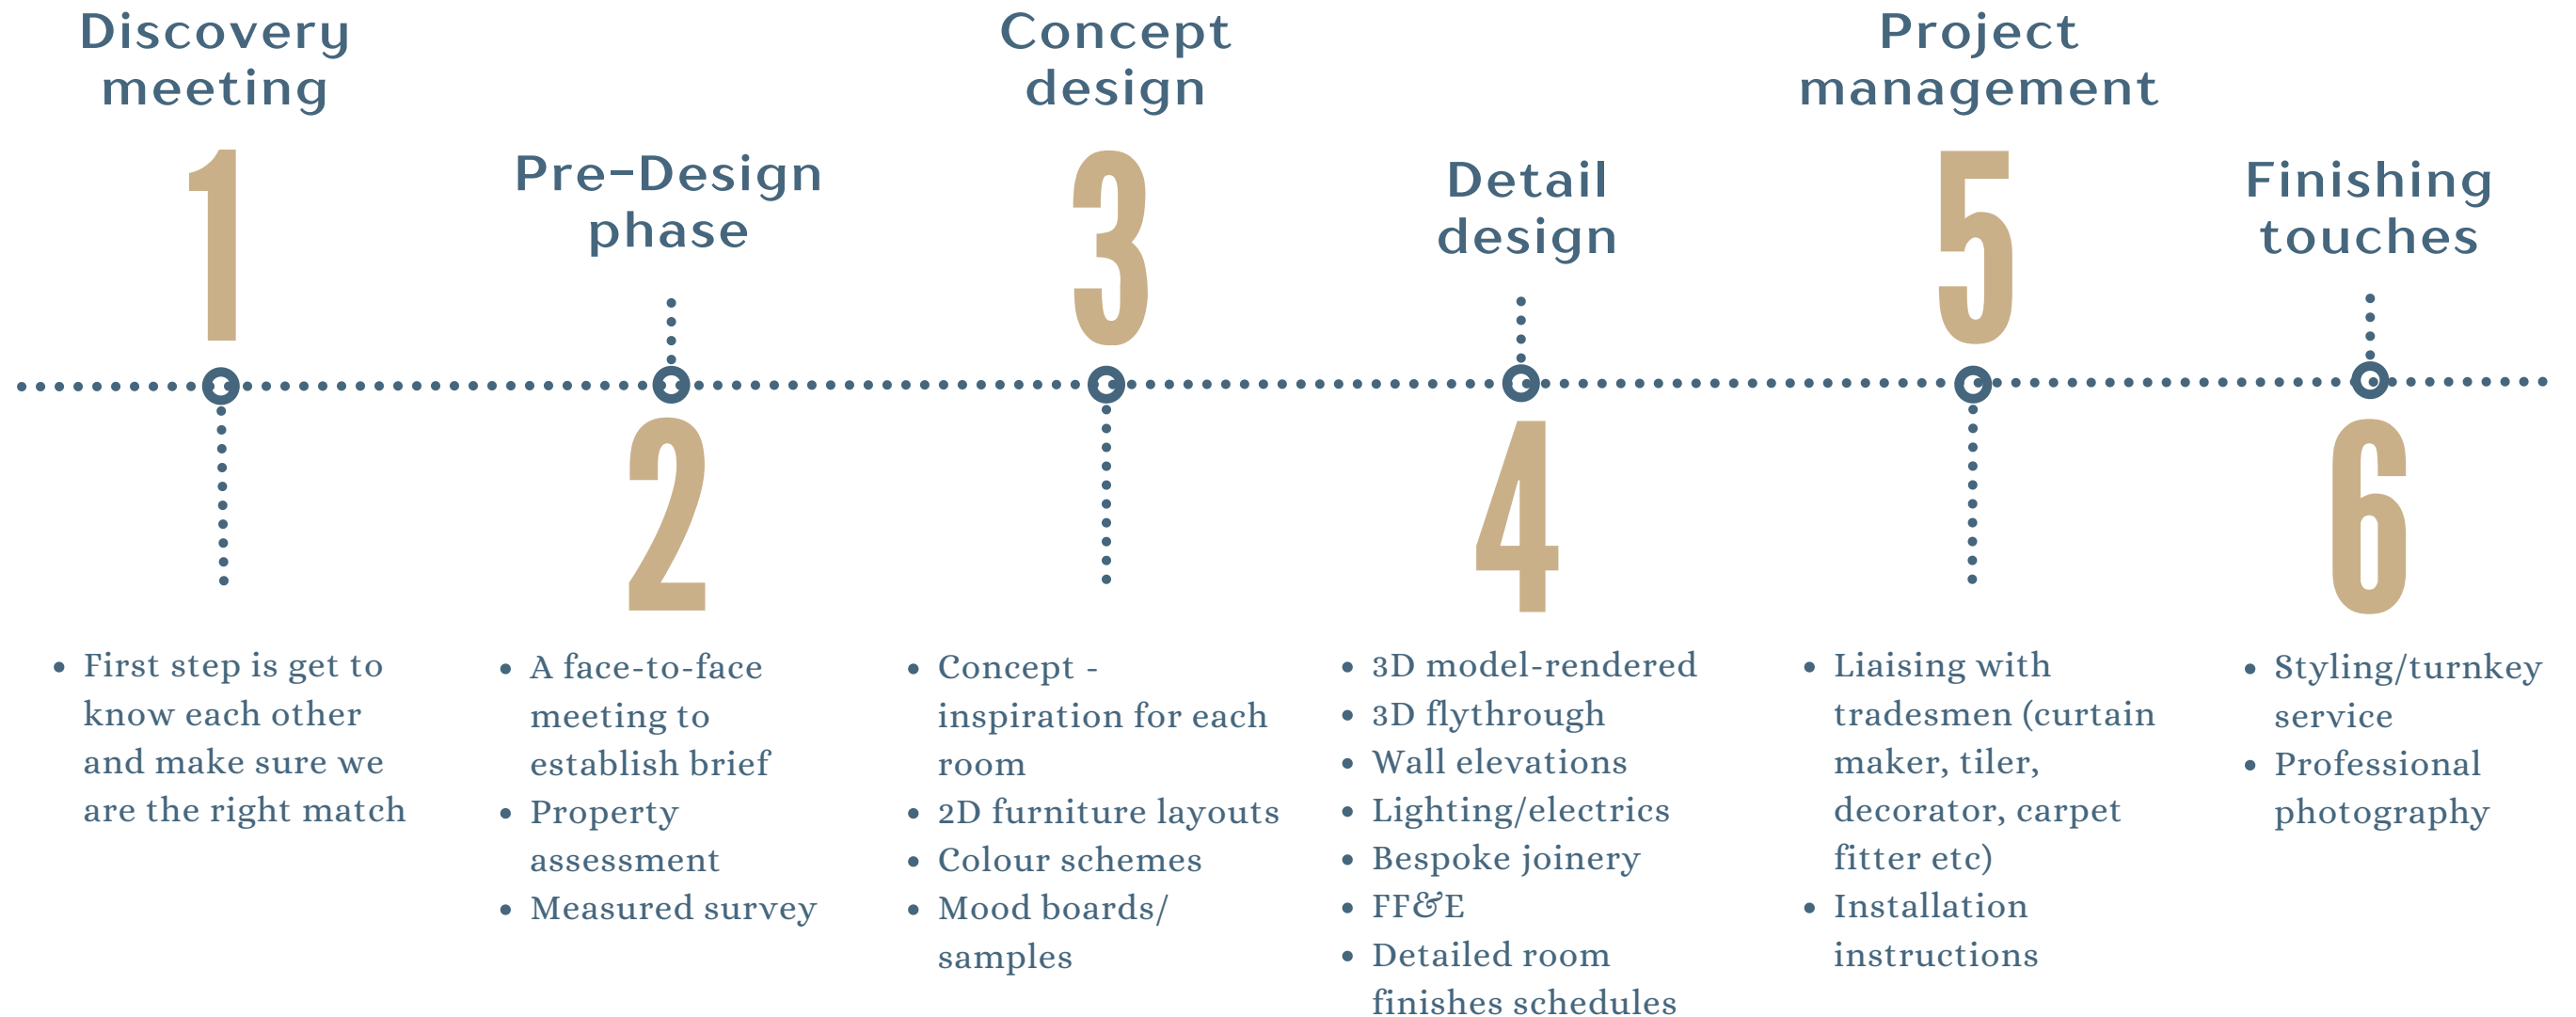 Discovery
meeting
1
• First step is get to
know each other
and make sure we
are the right match
Pre-Design
phase
2
• A face-to-face
meeting to
establish brief
• Property
assessment
• Measured survey
Concept
design
3
• Concept -
inspiration for each
room
• 2D furniture layouts
• Colour schemes
• Mood boards/
samples
Detail
design
4
• 3D model-rendered
• 3D flythrough
• Wall elevations
• Lighting/electrics
• Bespoke joinery
• FF&E
• Detailed room
finishes schedules
Project
management
5
• Liaising with
tradesmen (curtain
maker, tiler,
decorator, carpet
fitter etc)
• Installation
instructions
Finishing
touches
6
• Styling/turnkey
service
• Professional
photography